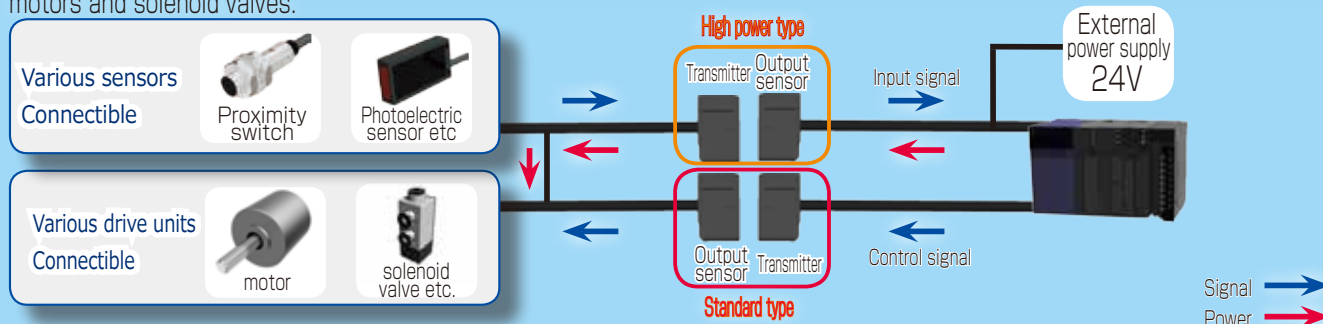 motors and solenoid valves.
Various sensors
Connectible
Proximity
switch
Photoelectric
sensor etc
High power type
Transmitter
Output
sensor
Input signal
External
power supply
24V
Various drive units
Connectible
motor
solenoid
valve etc.
Output
sensor
Transmitter
Standard type
Control signal
Signal
Power